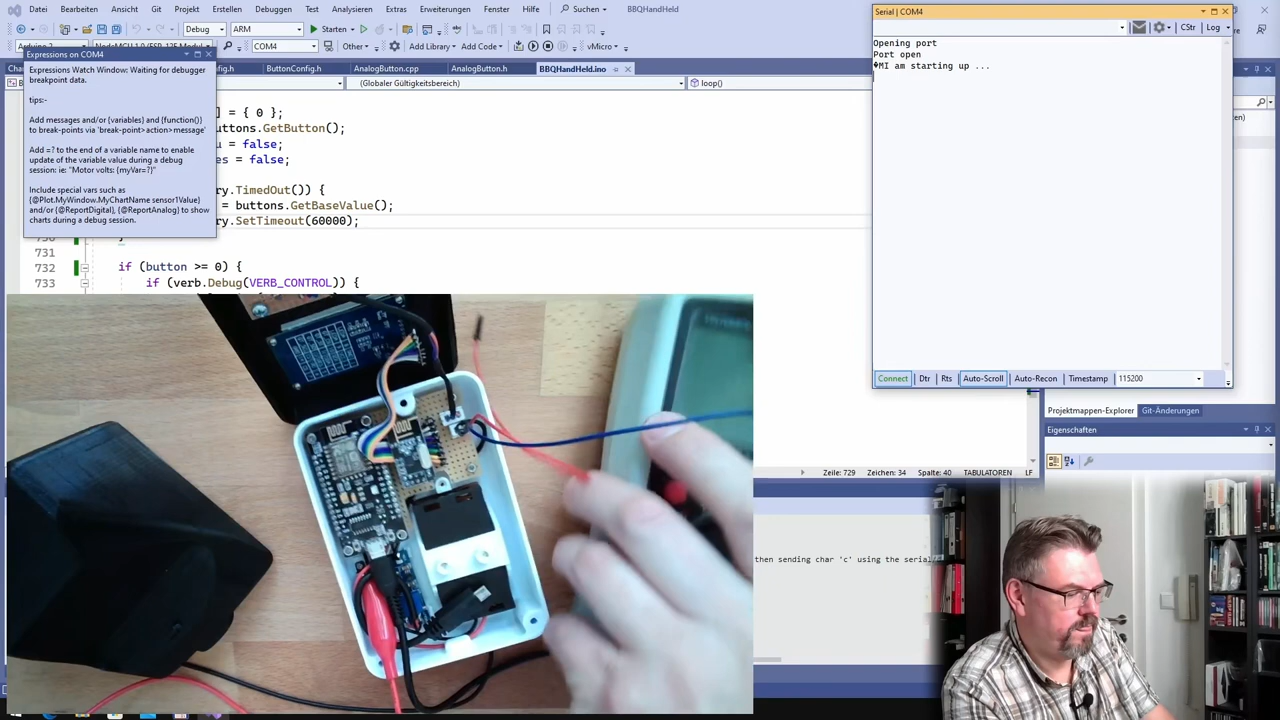 Datei
Bearbeiten
Ansicht
Git
Projekt
Erstellen
Debuggen
Test
Analysieren
Extras
Erweiterungen
Fenster
Hilfe
Suchen
BBQHandHeld
Debug
ARM
Starten
COM4
Other
Add Library
Add Code
vMicro
ButtonConfig.h
AnalogButton.cpp
AnalogButton.h
BBQHandHeld.ino
(Globaler Gültigkeitsbereich)
loop()
Expressions on COM4
Expressions Watch Window: Waiting for debugger
breakpoint data.
tips:-
Add messages and/or {variables} and {function()}
to break-points via 'break-point>action>message'
Add =? to the end of a variable name to enable
update of the variable value during a debug
session: ie: "Motor volts: {myVar=?}"
Include special vars such as
{@Plot.MyWindow.MyChartName sensor1Value}
and/or {@ReportDigital}, {@ReportAnalog} to show
charts during a debug session.
] = { 0 };
uttons.GetButton();
u = false;
es = false;
ry.TimedOut()) {
= buttons.GetBaseValue();
ry.SetTimeout(60000);
730 }
731
732 if (button >= 0) {
733 if (verb.Debug(VERB_CONTROL)) {
Serial | COM4
CStr
Log
Opening port
Port open
�MI am starting up ...
Connect
Dtr
Rts
Auto-Scroll
Auto-Recon
Timestamp
115200
Projektmappen-Explorer
Git-Änderungen
Eigenschaften
Zeile: 729
Zeichen: 34
Spalte: 40
TABULATOREN
LF
then sending char 'c' using the serial